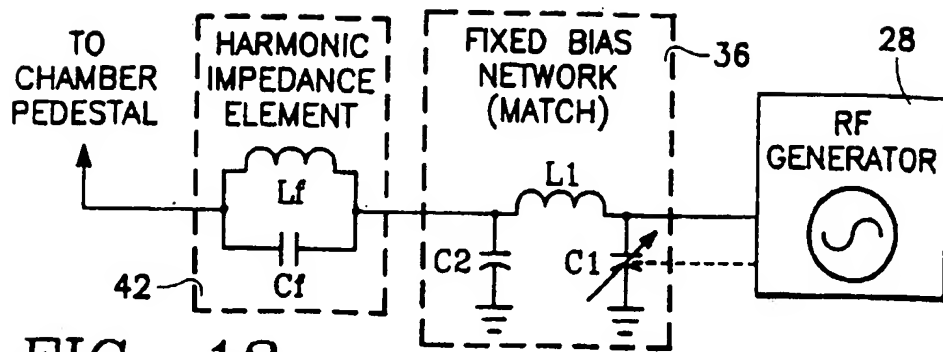 TO
CHAMBER
PEDESTAL
HARMONIC
IMPEDANCE
ELEMENT
Lf
Cf
42
FIXED BIAS
NETWORK
(MATCH)
36
L1
C2
C1
28
RF
GENERATOR